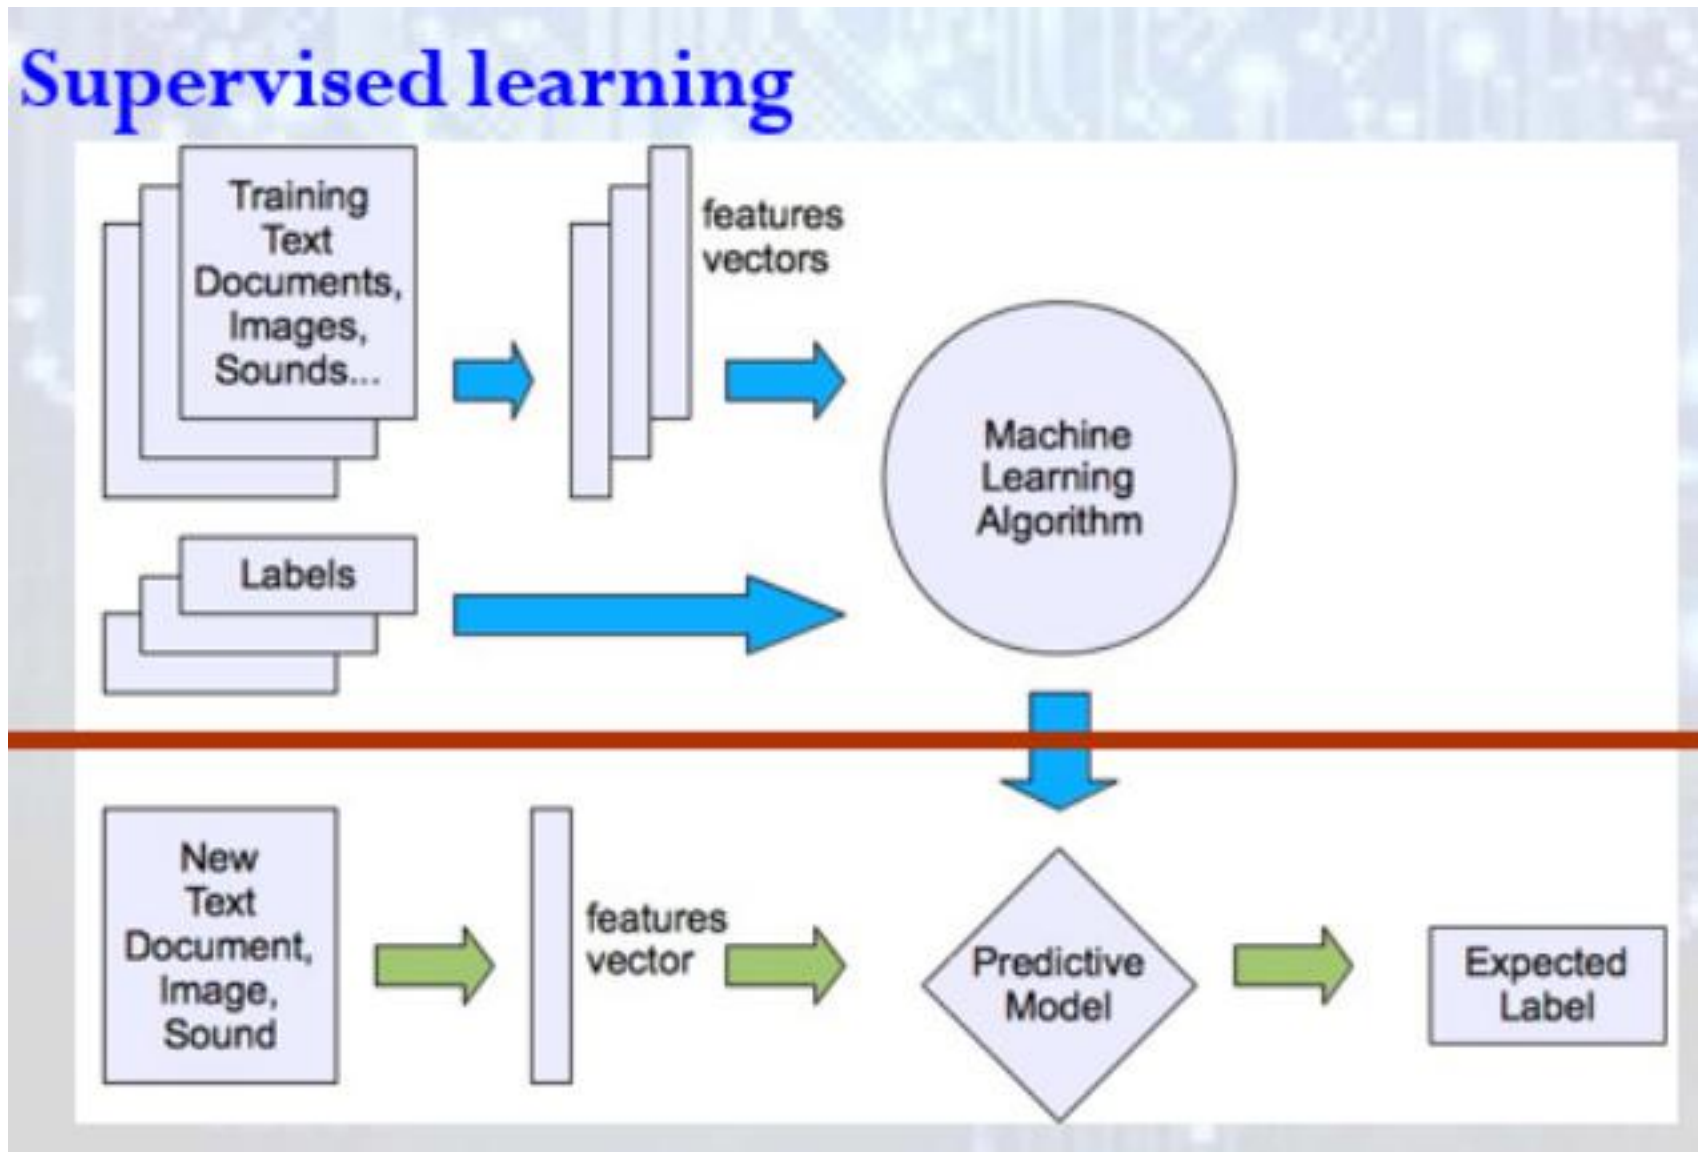 Supervised learning
Training
Text
Documents,
Images,
Sounds...
features
vectors
Machine
Learning
Algorithm
Labels
New
Text
Document,
Image,
Sound
features
vector
Predictive
Model
Expected
Label